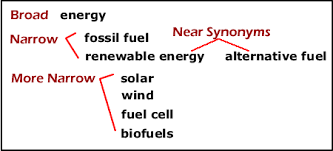 Broad energy
Narrow fossil fuel Near Synonyms
renewable energy alternative fuel
More Narrow solar
wind
fuel cell
biofuels